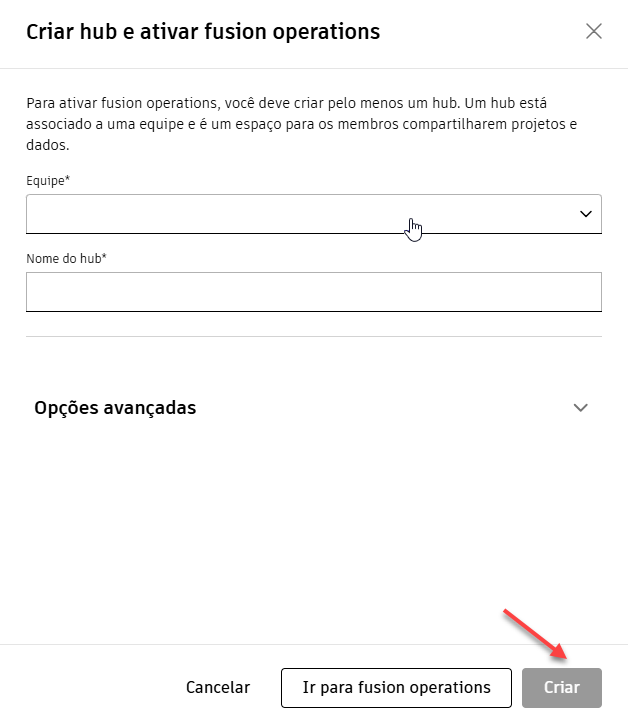 Criar hub e ativar fusion operations
Para ativar fusion operations, você deve criar pelo menos um hub. Um hub está
associado a uma equipe e é um espaço para os membros compartilharem projetos e
dados.
Equipe*
Nome do hub*
Opções avançadas
Cancelar
Ir para fusion operations
Criar